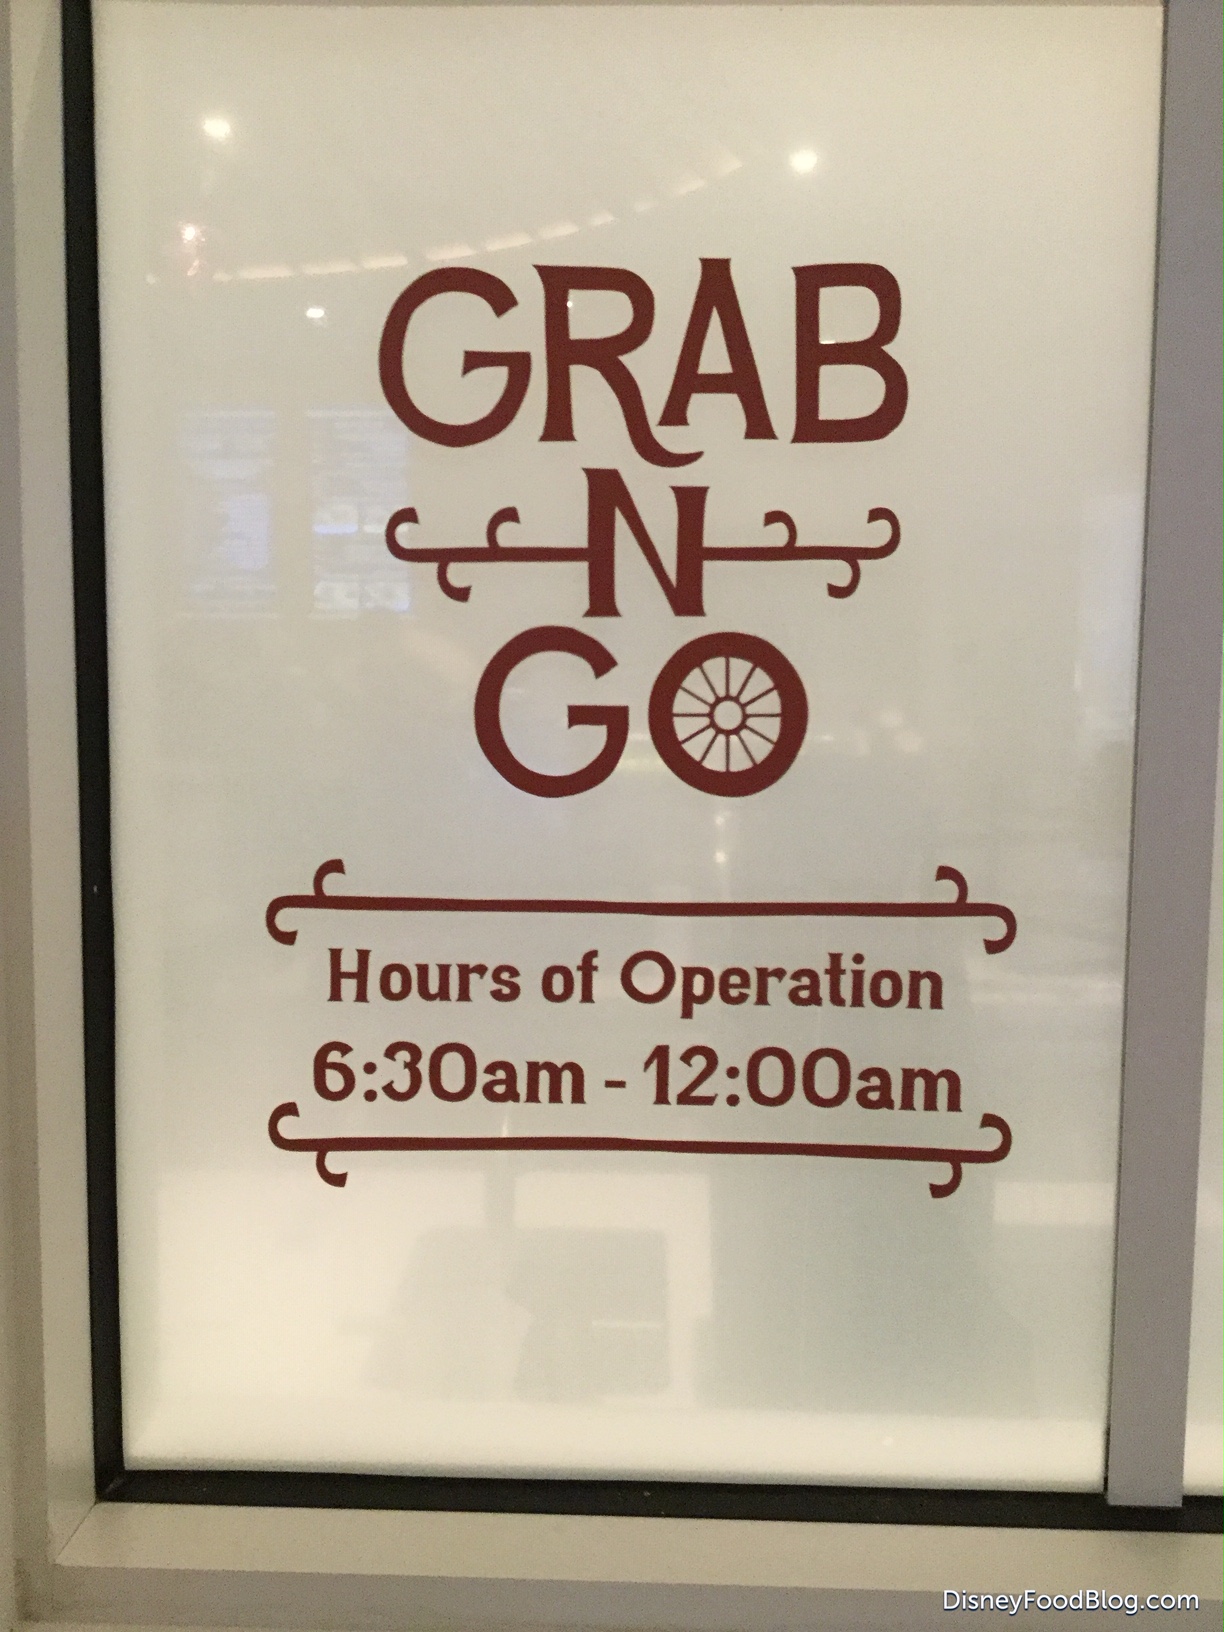 GRAB
N
GO
Hours of Operation
6:30am - 12:00am
DisneyFoodBlog.com